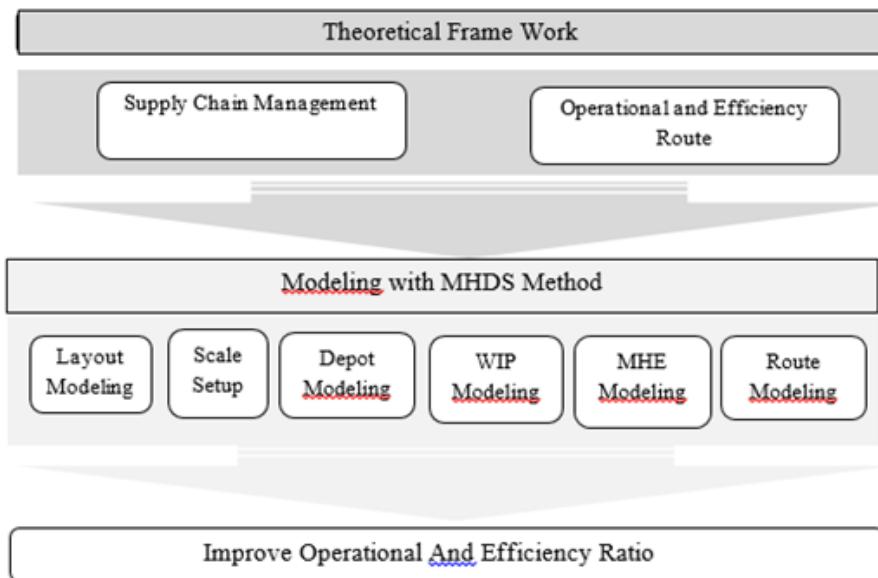 Theoretical Frame Work
Supply Chain Management
Operational and Efficiency
Route
Modeling with MHDS Method
Layout
Modeling
Scale
Setup
Depot
Modeling
WIP
Modeling
MHE
Modeling
Route
Modeling
Improve Operational And Efficiency Ratio